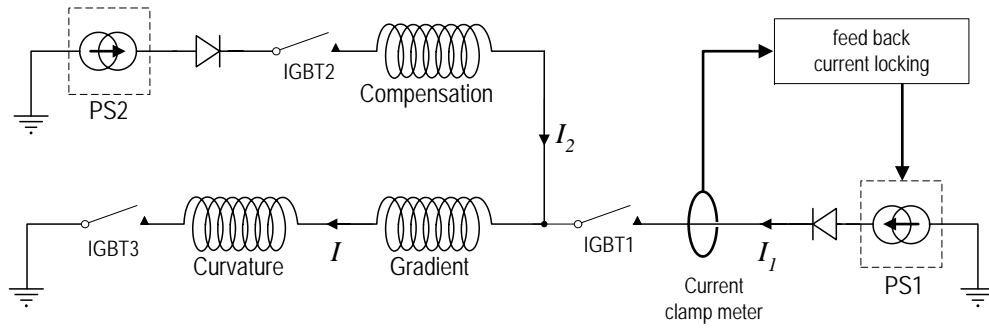 feed back
current locking
IGBT2
PS2
Compensation
I2
IGBT3
Curvature
I
Gradient
IGBT1
I1
PS1
Current
clamp meter